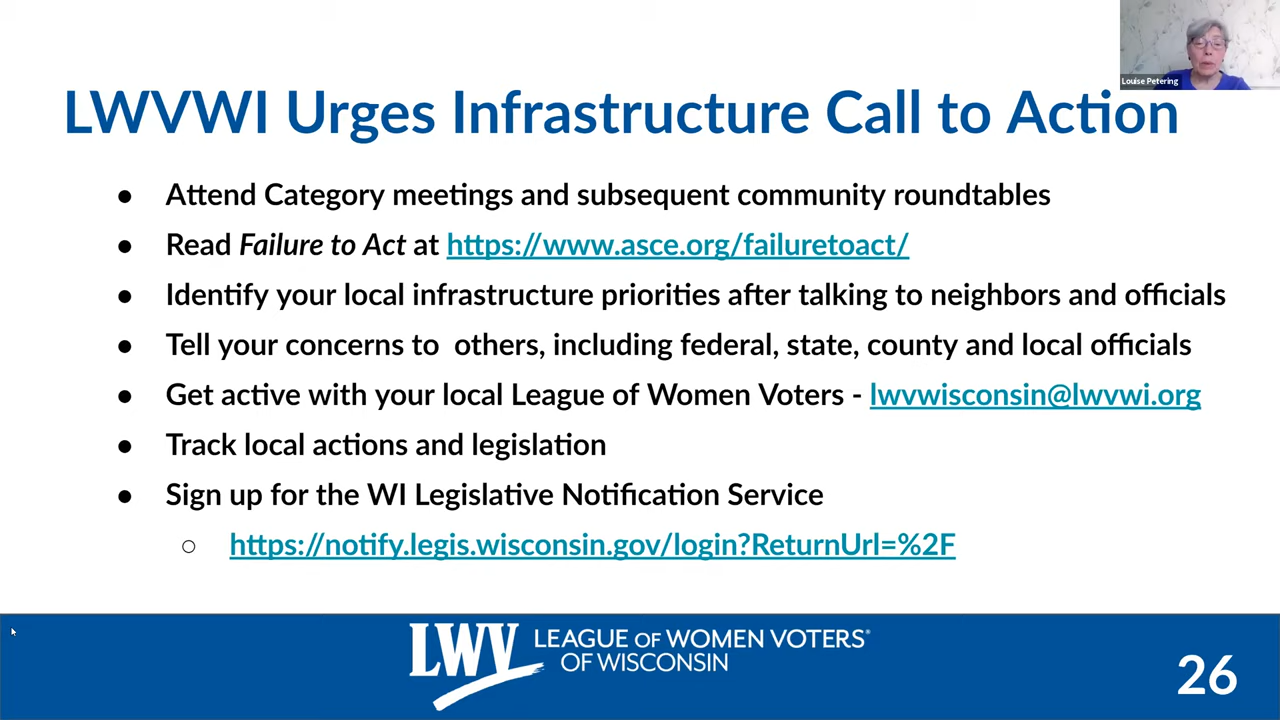 Louise Petering
LWVWI Urges Infrastructure Call to Action
● Attend Category meetings and subsequent community roundtables
● Read Failure to Act at https://www.asce.org/failuretoact/
● Identify your local infrastructure priorities after talking to neighbors and officials
● Tell your concerns to  others, including federal, state, county and local officials
● Get active with your local League of Women Voters - lwvwisconsin@lwvwi.org
● Track local actions and legislation
● Sign up for the WI Legislative Notification Service
○ https://notify.legis.wisconsin.gov/login?ReturnUrl=%2F
LWV LEAGUE OF WOMEN VOTERS®
OF WISCONSIN
26